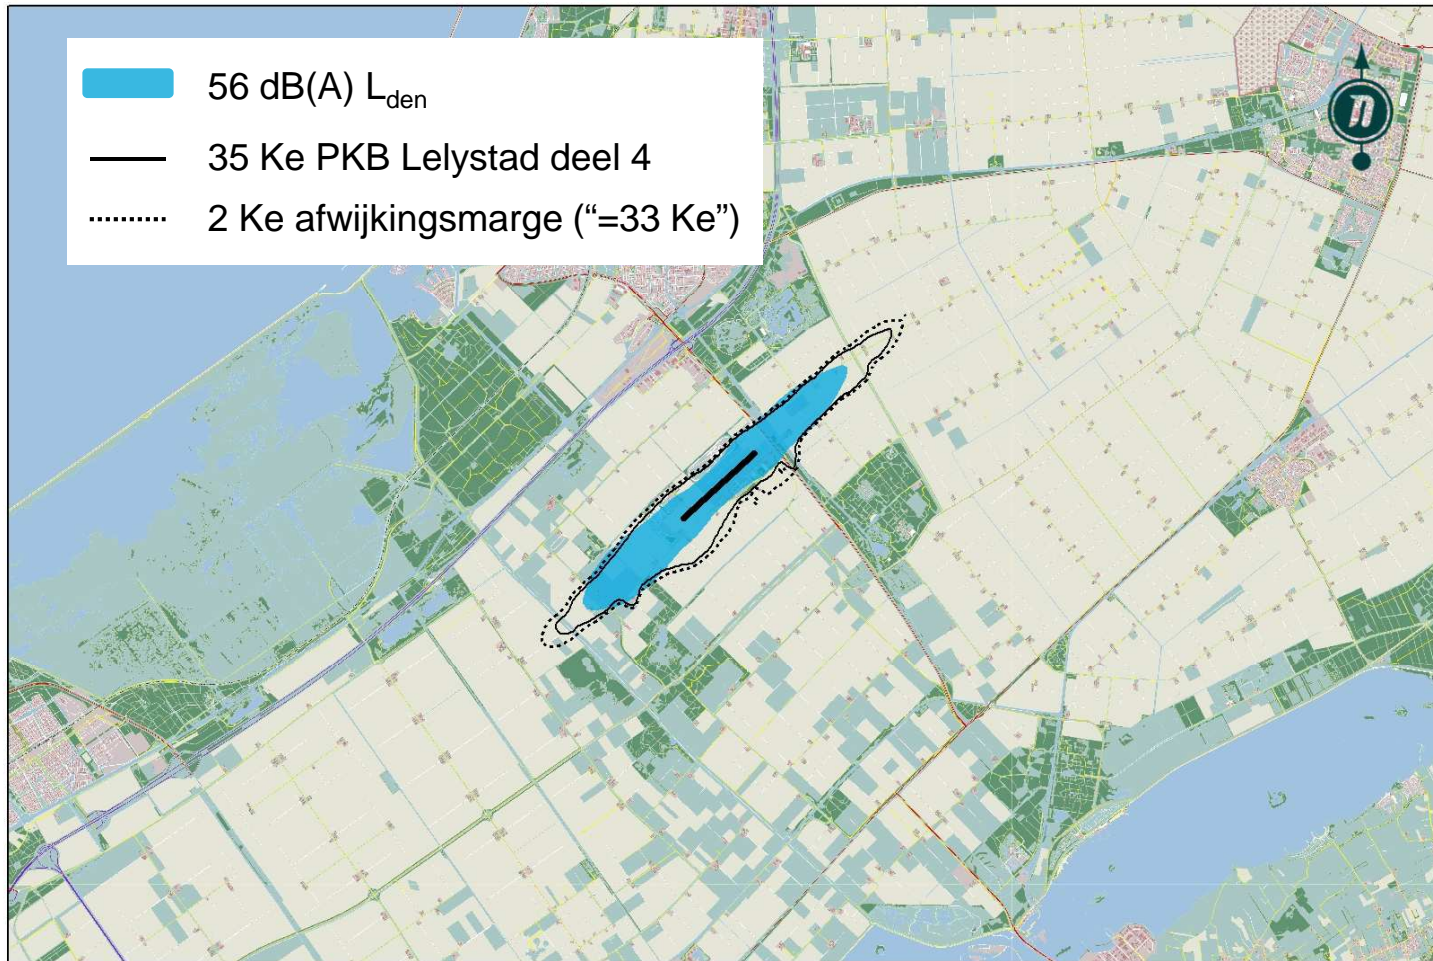 56 dB(A) Lden
35 Ke PKB Lelystad deel 4
2 Ke afwijkingsmarge (“=33 Ke”)